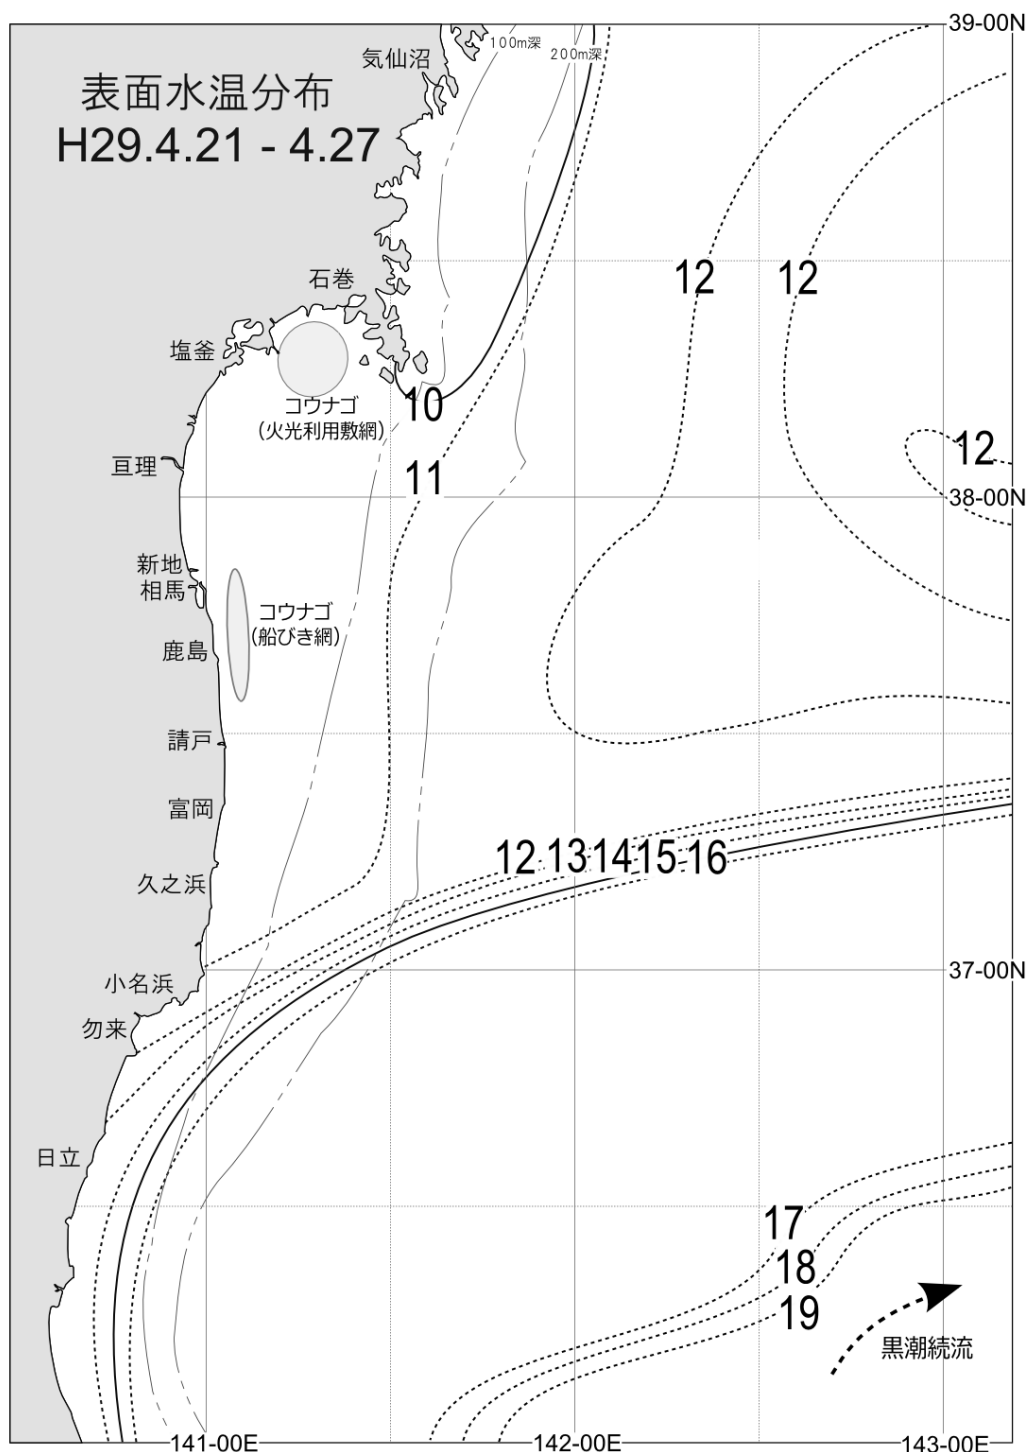 39-00N
100m深
200m深
気仙沼
表面水温分布
H29.4.21 - 4.27
石巻
12
12
塩釜
コウナゴ
(火光利用敷網)
10
12
亘理
11
38-00N
新地
相馬
コウナゴ
(船びき網)
鹿島
請戸
富岡
12 13 14 15 16
久之浜
小名浜
37-00N
勿来
日立
17
18
19
黒潮続流
141-00E
142-00E
143-00E